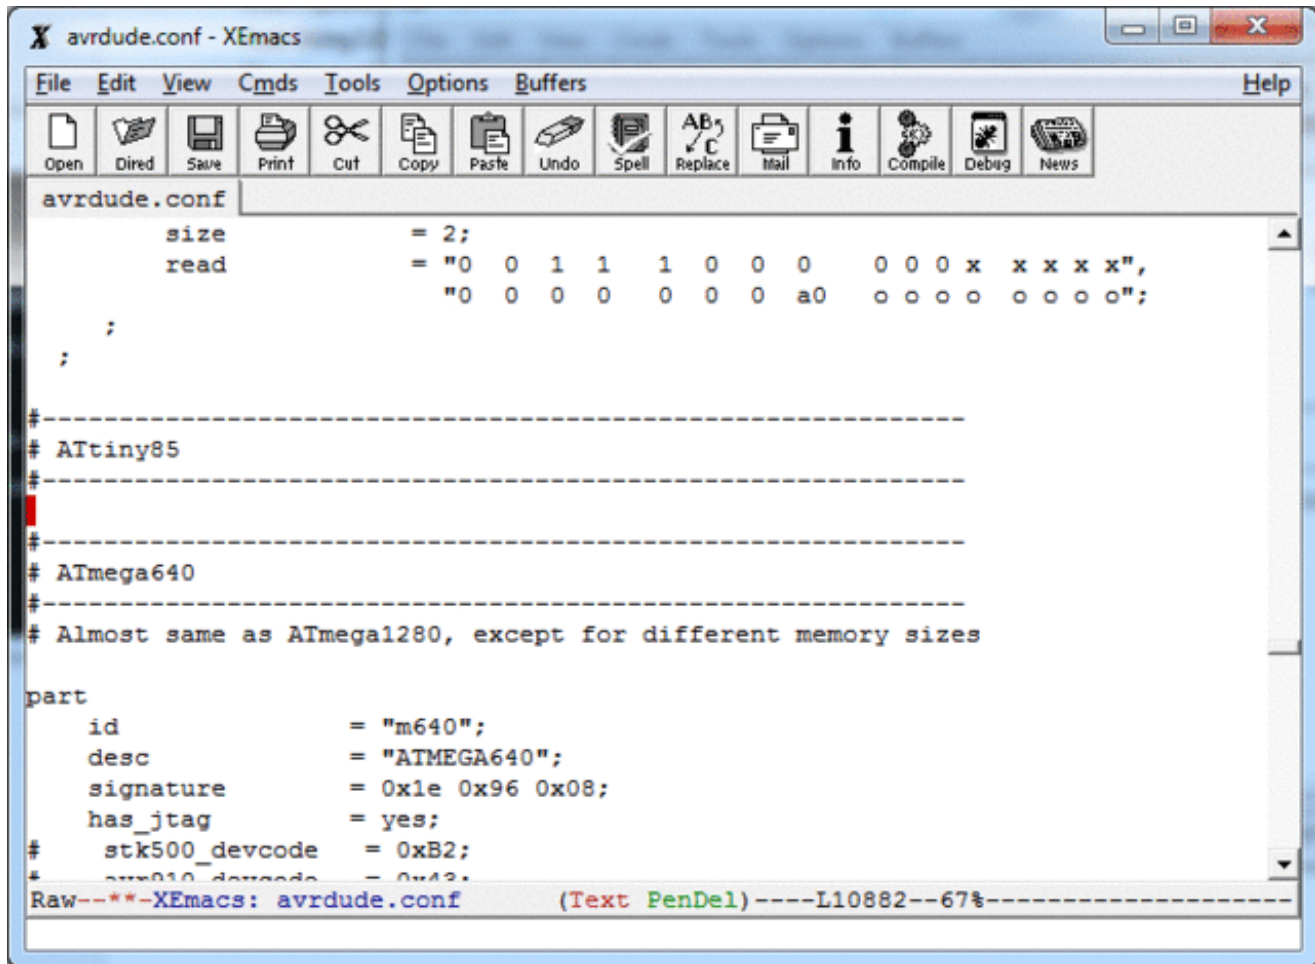 avrdude.conf - XEmacs
File Edit View Cmds Tools Options Buffers Help
Open Dired Save Print Cut Copy Paste Undo Spell Replace Mail Info Compile Debug News
avrdude.conf
size = 2;
read = "0 0 1 1 1 0 0 0 0 0 0 x x x x x",
"0 0 0 0 0 0 0 a0 o o o o o o o o";
;
;
#------------------------------------------------------------
# ATtiny85
#------------------------------------------------------------
#------------------------------------------------------------
# ATmega640
#------------------------------------------------------------
# Almost same as ATmega1280, except for different memory sizes
part
id = "m640";
desc = "ATMEGA640";
signature = 0x1e 0x96 0x08;
has_jtag = yes;
# stk500_devcode = 0xB2;
# avr910_devcode = 0x43;
Raw--**-XEmacs: avrdude.conf (Text PenDel)----L10882--67%--------------------